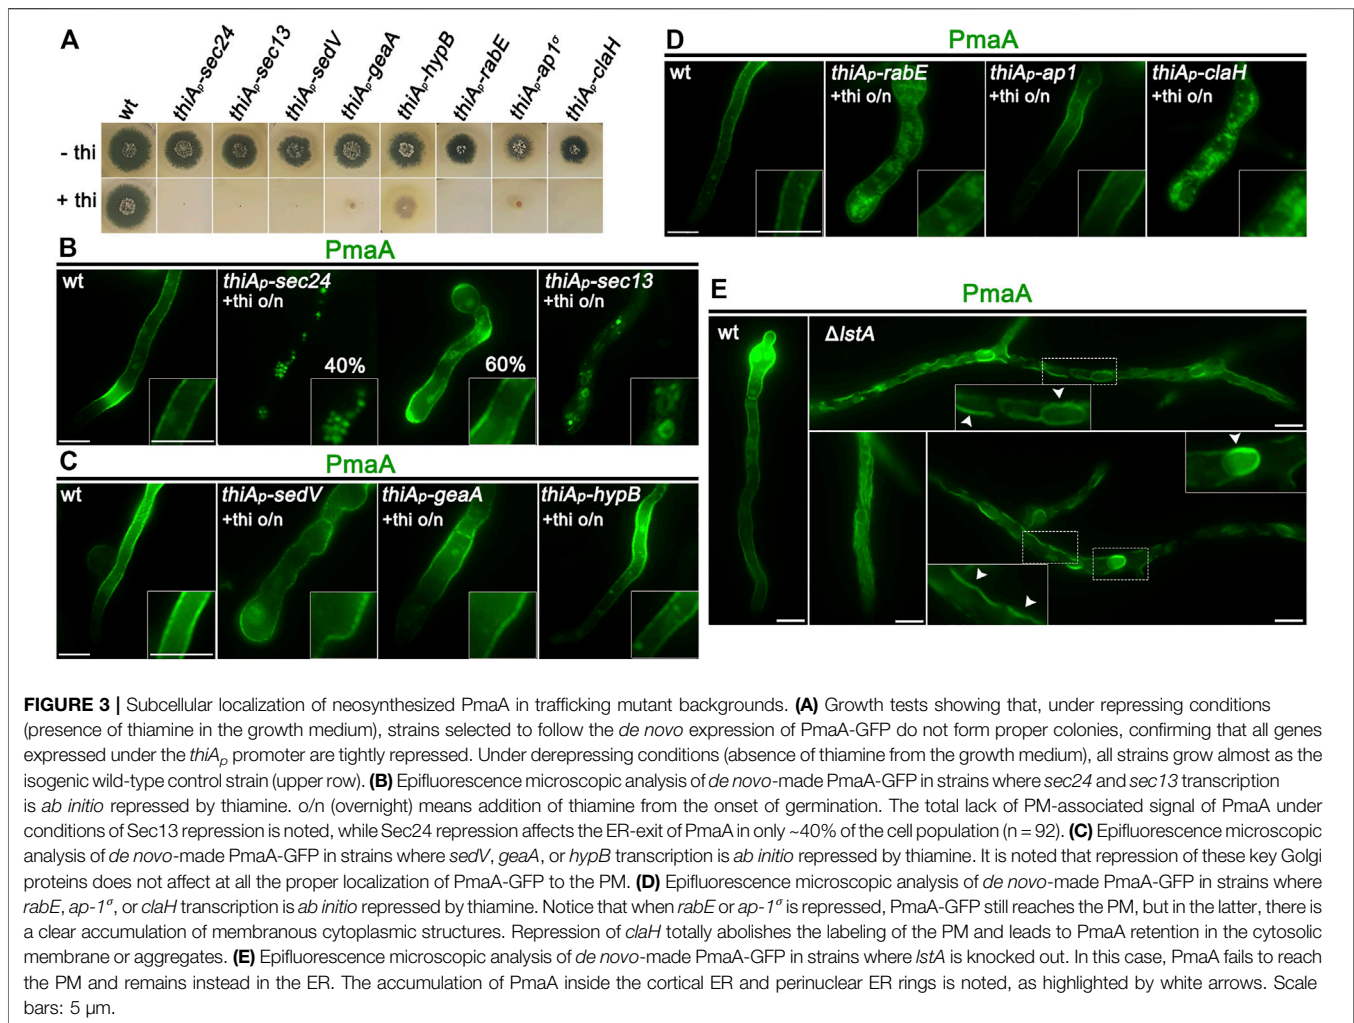 A
wt
thiAp-sec24
thiAp-sec13
thiAp-sedV
thiAp-geaA
thiAp-hypB
thiAp-rabE
thiAp-ap1σ
thiAp-claH
- thi
+ thi
B
PmaA
wt
thiAp-sec24
+thi o/n
40%
60%
thiAp-sec13
+thi o/n
C
PmaA
wt
thiAp-sedV
+thi o/n
thiAp-geaA
+thi o/n
thiAp-hypB
+thi o/n
D
PmaA
wt
thiAp-rabE
+thi o/n
thiAp-ap1
+thi o/n
thiAp-claH
+thi o/n
E
PmaA
wt
ΔlstA
FIGURE 3 | Subcellular localization of neosynthesized PmaA in trafficking mutant backgrounds. (A) Growth tests showing that, under repressing conditions
(presence of thiamine in the growth medium), strains selected to follow the de novo expression of PmaA-GFP do not form proper colonies, confirming that all genes
expressed under the thiAp promoter are tightly repressed. Under derepressing conditions (absence of thiamine from the growth medium), all strains grow almost as the
isogenic wild-type control strain (upper row). (B) Epifluorescence microscopic analysis of de novo-made PmaA-GFP in strains where sec24 and sec13 transcription
is ab initio repressed by thiamine. o/n (overnight) means addition of thiamine from the onset of germination. The total lack of PM-associated signal of PmaA under
conditions of Sec13 repression is noted, while Sec24 repression affects the ER-exit of PmaA in only ~40% of the cell population (n = 92). (C) Epifluorescence microscopic
analysis of de novo-made PmaA-GFP in strains where sedV, geaA, or hypB transcription is ab initio repressed by thiamine. It is noted that repression of these key Golgi
proteins does not affect at all the proper localization of PmaA-GFP to the PM. (D) Epifluorescence microscopic analysis of de novo-made PmaA-GFP in strains where
rabE, ap-1σ, or claH transcription is ab initio repressed by thiamine. Notice that when rabE or ap-1σ is repressed, PmaA-GFP still reaches the PM, but in the latter, there is
a clear accumulation of membranous cytoplasmic structures. Repression of claH totally abolishes the labeling of the PM and leads to PmaA retention in the cytosolic
membrane or aggregates. (E) Epifluorescence microscopic analysis of de novo-made PmaA-GFP in strains where lstA is knocked out. In this case, PmaA fails to reach
the PM and remains instead in the ER. The accumulation of PmaA inside the cortical ER and perinuclear ER rings is noted, as highlighted by white arrows. Scale
bars: 5 μm.